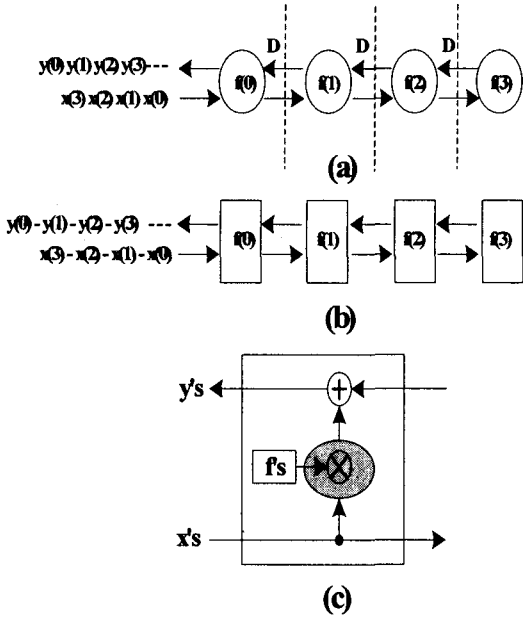 D D D
y(0) y(1) y(2) y(3) ---
f(0) f(1) f(2) f(3)
x(3) x(2) x(1) x(0)
(a)
y(0) - y(1) - y(2) - y(3) ---
f(0) f(1) f(2) f(3)
x(3) - x(2) - x(1) - x(0)
(b)
y's +
f's ×
x's
(c)